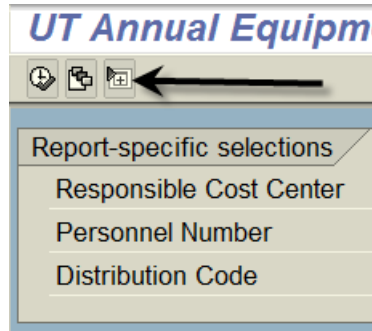 UT Annual Equipm
Report-specific selections
Responsible Cost Center
Personnel Number
Distribution Code